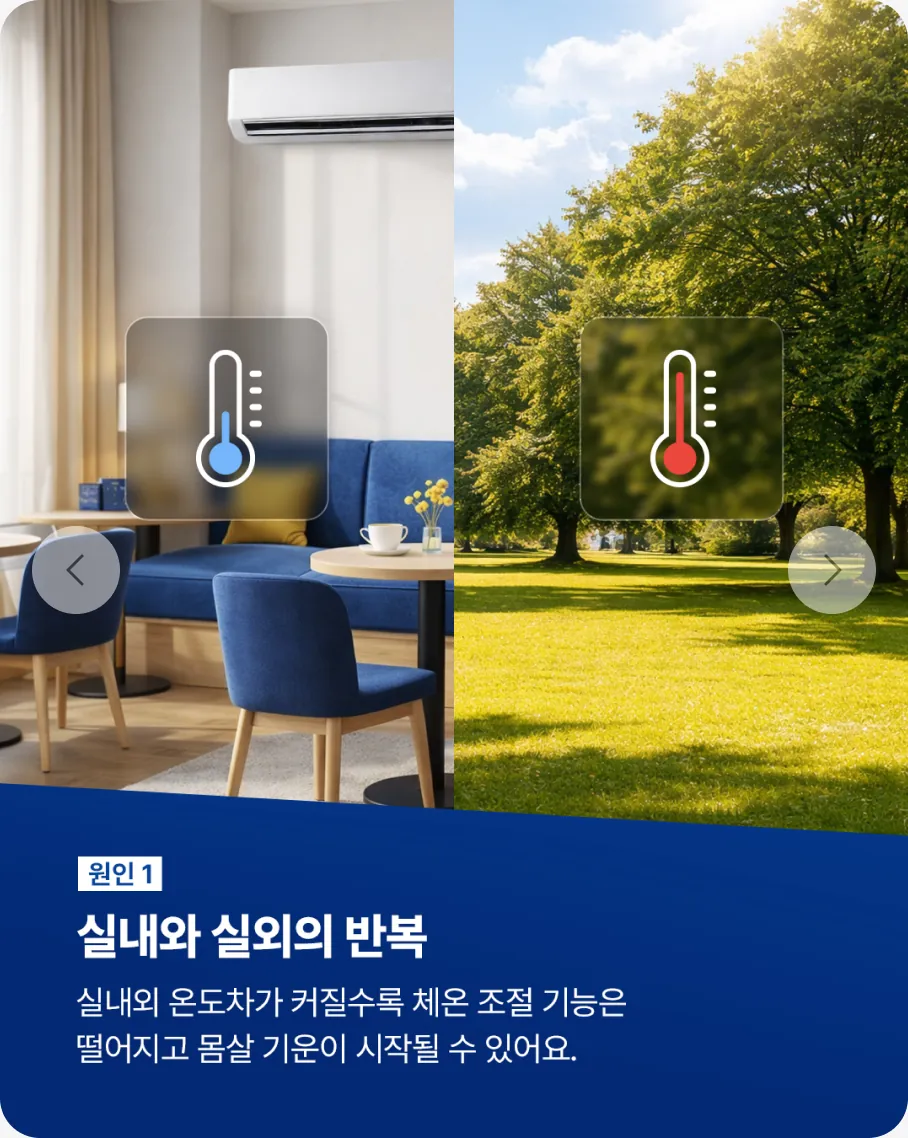 원인 1
실내와 실외의 반복
실내외 온도차가 커질수록 체온 조절 기능은
떨어지고 몸살 기운이 시작될 수 있어요.